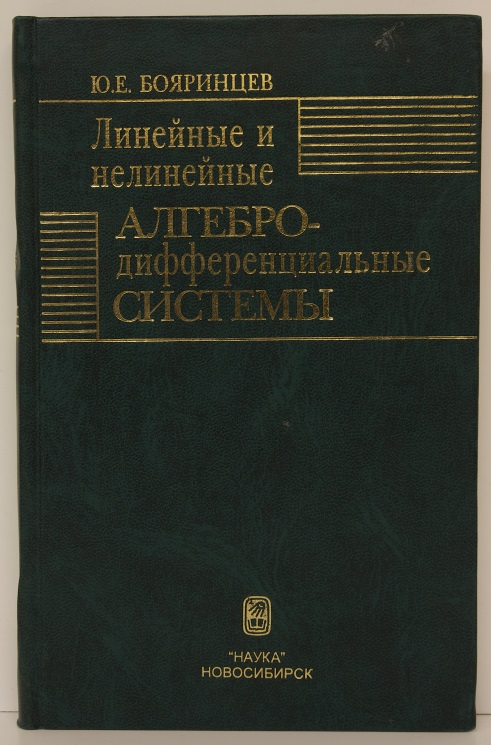 Ю.Е. БОЯРИНЦЕВ
Линейные и
нелинейные
АЛГЕБРО-
дифференциальные
СИСТЕМЫ
"НАУКА"
НОВОСИБИРСК